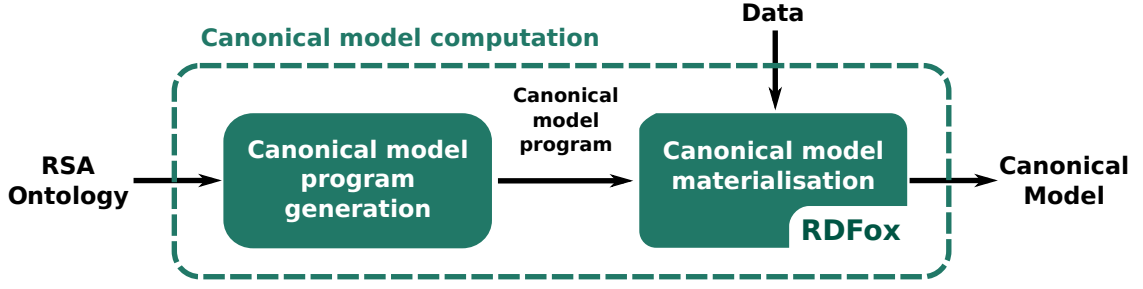 Data
Canonical model computation
RSA
Ontology
Canonical model
program
generation
Canonical
model
program
Canonical model
materialisation
RDFox
Canonical
Model